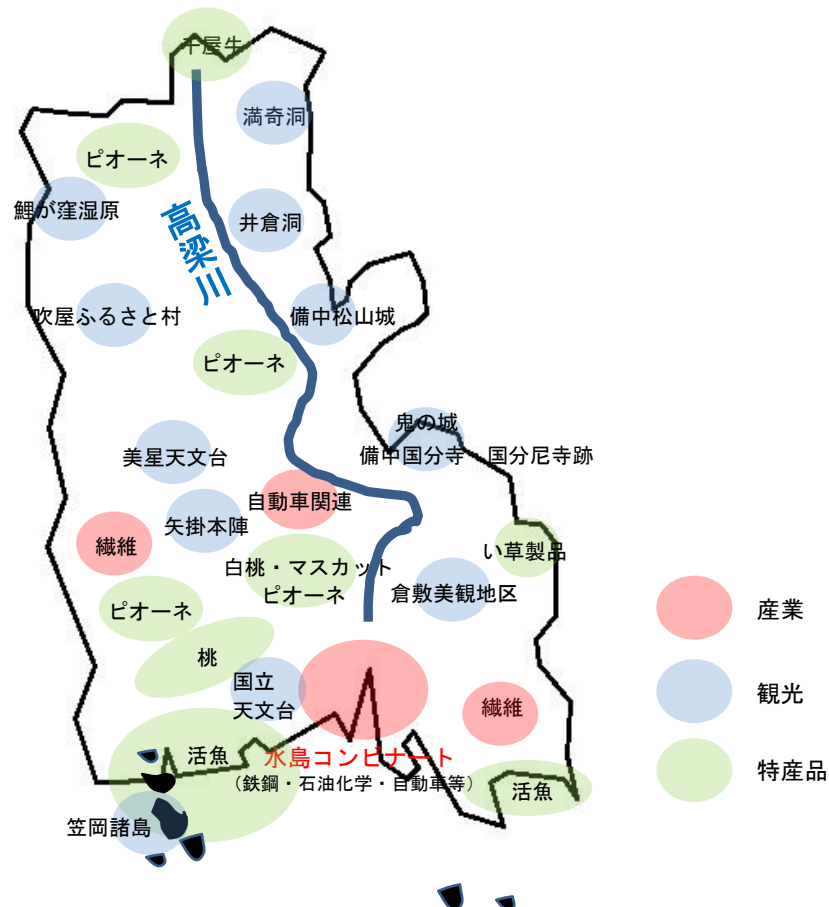 千屋牛
満奇洞
ピオーネ
鯉が窪湿原
高梁川
井倉洞
吹屋ふるさと村
備中松山城
ピオーネ
鬼の城
備中国分寺　国分尼寺跡
美星天文台
自動車関連
矢掛本陣
繊維
い草製品
白桃・マスカット
ピオーネ
倉敷美観地区
ピオーネ
産業
桃
国立
天文台
観光
繊維
活魚
水島コンビナート
（鉄鋼・石油化学・自動車等）
特産品
活魚
笠岡諸島